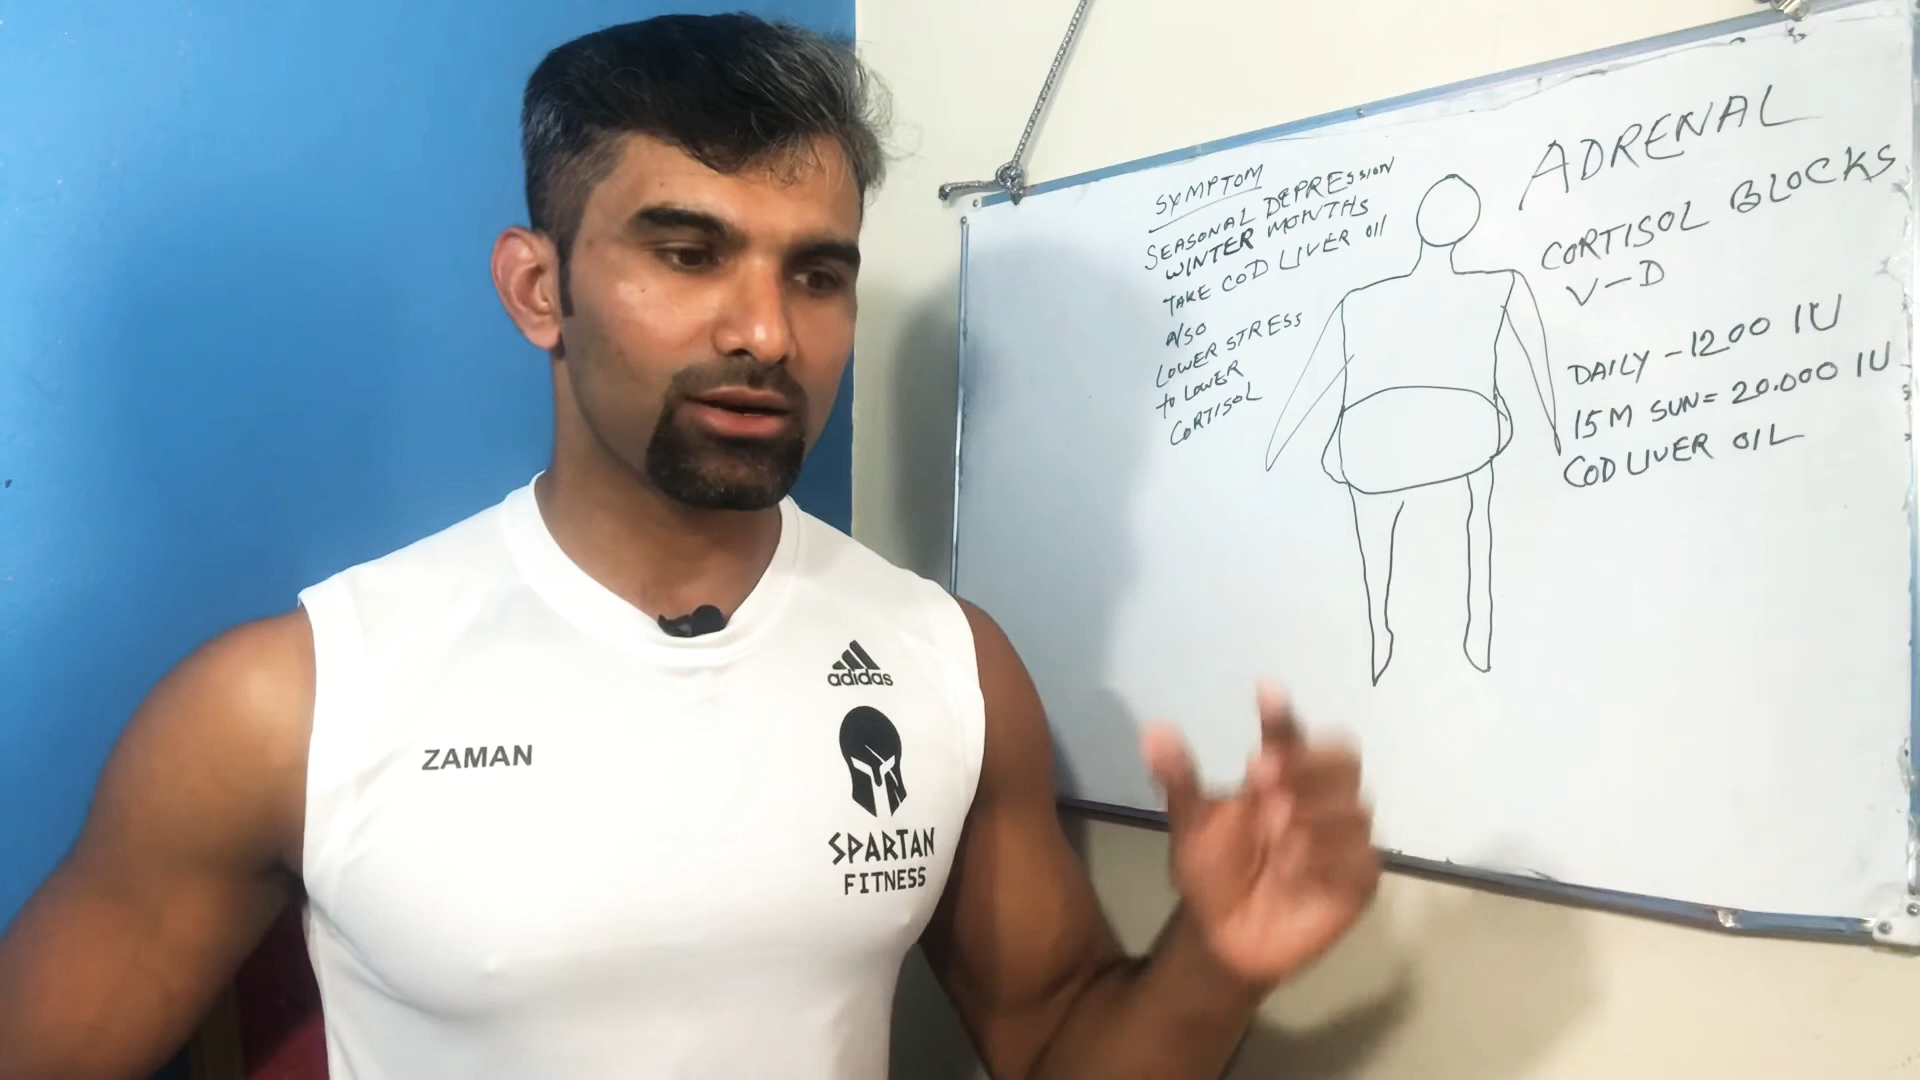 SYMPTOM
SEASONAL DEPRESSION
WINTER MONTHS
TAKE COD LIVER OIL
Also
LOWER STRESS
to LOWER
CORTISOL
ADRENAL
CORTISOL BLOCKS
V-D
DAILY - 1200 IU
15 M SUN = 20.000 IU
COD LIVER OIL
adidas
ZAMAN
SPARTAN
FITNESS